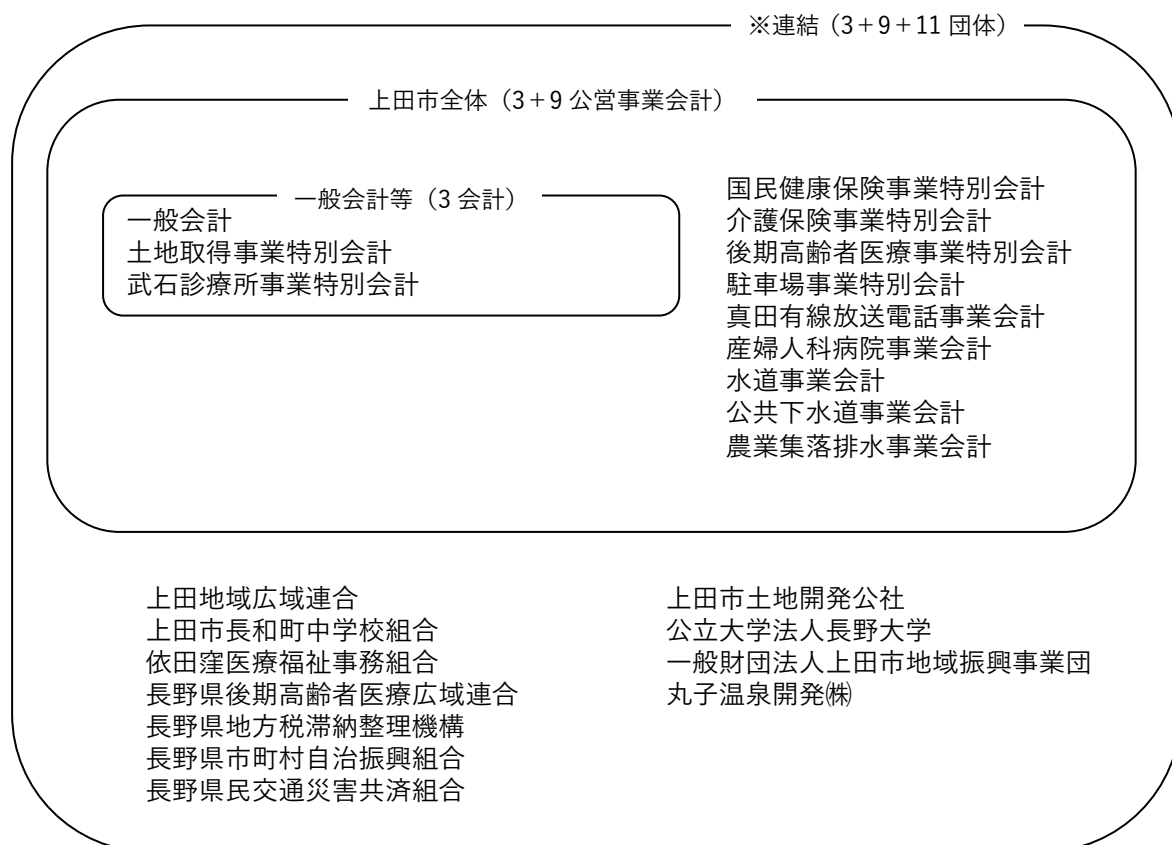 ※連結（3＋9＋11 団体）
上田市全体（3＋9 公営事業会計）
一般会計等（3 会計）
一般会計
土地取得事業特別会計
武石診療所事業特別会計
国民健康保険事業特別会計
介護保険事業特別会計
後期高齢者医療事業特別会計
駐車場事業特別会計
真田有線放送電話事業会計
産婦人科病院事業会計
水道事業会計
公共下水道事業会計
農業集落排水事業会計
上田地域広域連合
上田市長和町中学校組合
依田窪医療福祉事務組合
長野県後期高齢者医療広域連合
長野県地方税滞納整理機構
長野県市町村自治振興組合
長野県民交通災害共済組合
上田市土地開発公社
公立大学法人長野大学
一般財団法人上田市地域振興事業団
丸子温泉開発㈱